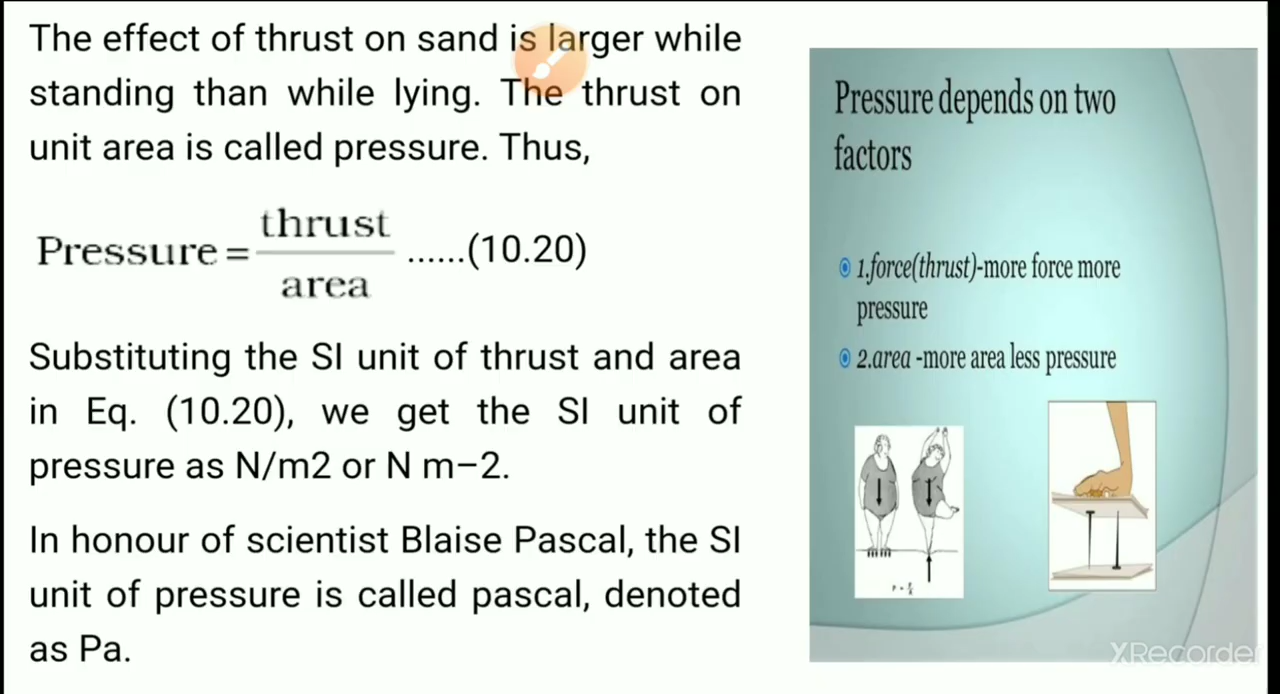 The effect of thrust on sand is larger while
standing than while lying. The thrust on
unit area is called pressure. Thus,
Pressure = thrust
area
......(10.20)
Substituting the SI unit of thrust and area
in Eq. (10.20), we get the SI unit of
pressure as N/m2 or N m−2.
In honour of scientist Blaise Pascal, the SI
unit of pressure is called pascal, denoted
as Pa.
Pressure depends on two
factors
1.force(thrust)-more force more
pressure
2.area -more area less pressure
XRecorder